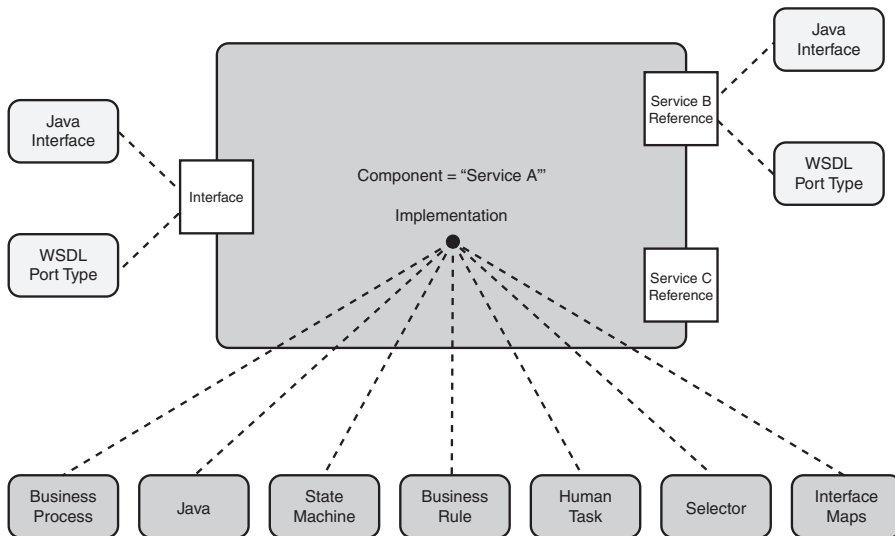 Java
Interface
Service B
Reference
Java
Interface
WSDL
Port Type
Component = “Service A”’
Interface
Implementation
WSDL
Port Type
Service C
Reference
Business
Process
Java
State
Machine
Business
Rule
Human
Task
Selector
Interface
Maps